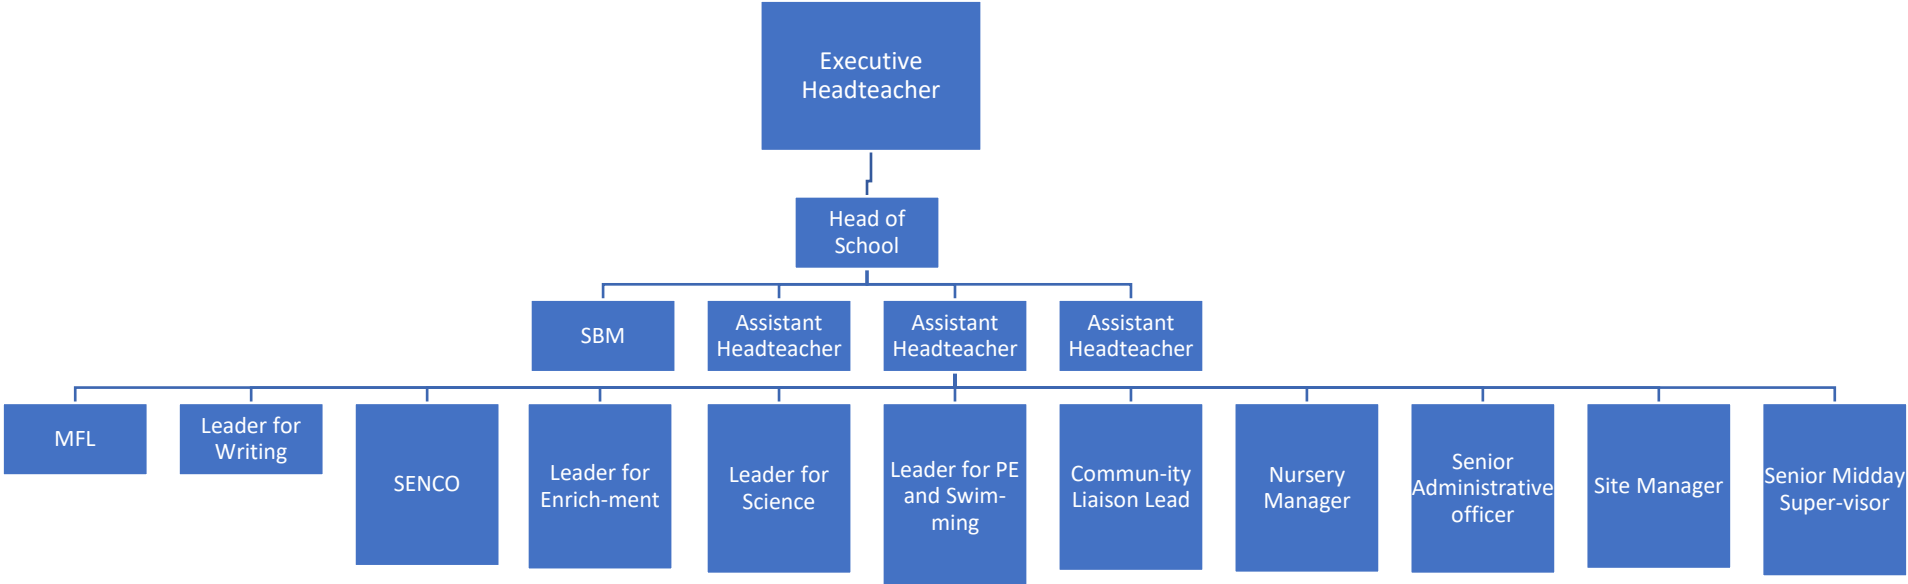 Executive
Headteacher
Head of
School
SBM
Assistant
Headteacher
Assistant
Headteacher
Assistant
Headteacher
MFL
Leader for
Writing
SENCO
Leader for
Enrich-ment
Leader for
Science
Leader for PE
and Swim-
ming
Commun-ity
Liaison Lead
Nursery
Manager
Senior
Administrative
officer
Site Manager
Senior Midday
Super-visor